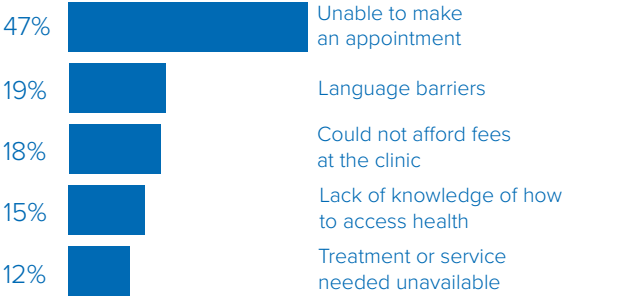 47%
Unable to make
an appointment
19%
Language barriers
18%
Could not afford fees
at the clinic
15%
Lack of knowledge of how
to access health
12%
Treatment or service
needed unavailable